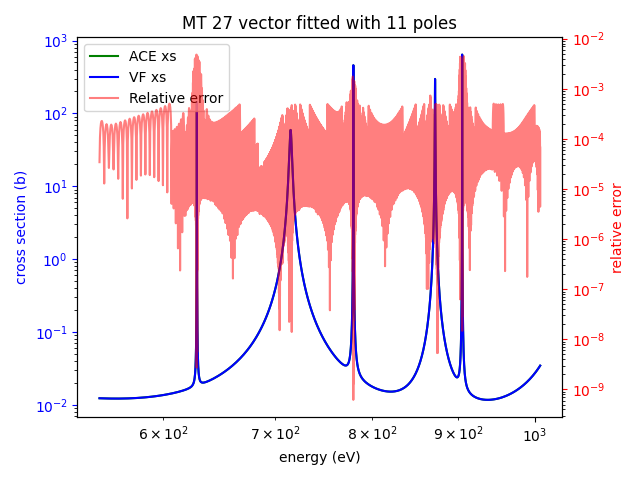 MT 27 vector fitted with 11 poles
ACE xs
VF xs
Relative error
cross section (b)
10³
10²
10¹
10⁰
10⁻¹
10⁻²
10⁻²
10⁻³
10⁻⁴
10⁻⁵
10⁻⁶
10⁻⁷
10⁻⁸
10⁻⁹
relative error
6 × 10² 7 × 10² 8 × 10² 9 × 10² 10³
energy (eV)